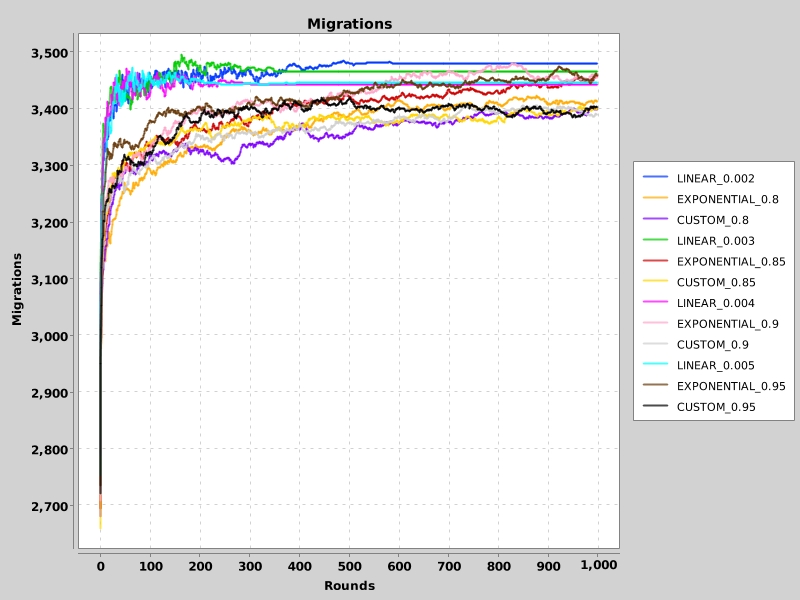 Migrations
3,500
3,400
3,300
3,200
3,100
3,000
2,900
2,800
2,700
Migrations
0 100 200 300 400 500 600 700 800 900 1,000
Rounds
LINEAR_0.002
EXPONENTIAL_0.8
CUSTOM_0.8
LINEAR_0.003
EXPONENTIAL_0.85
CUSTOM_0.85
LINEAR_0.004
EXPONENTIAL_0.9
CUSTOM_0.9
LINEAR_0.005
EXPONENTIAL_0.95
CUSTOM_0.95